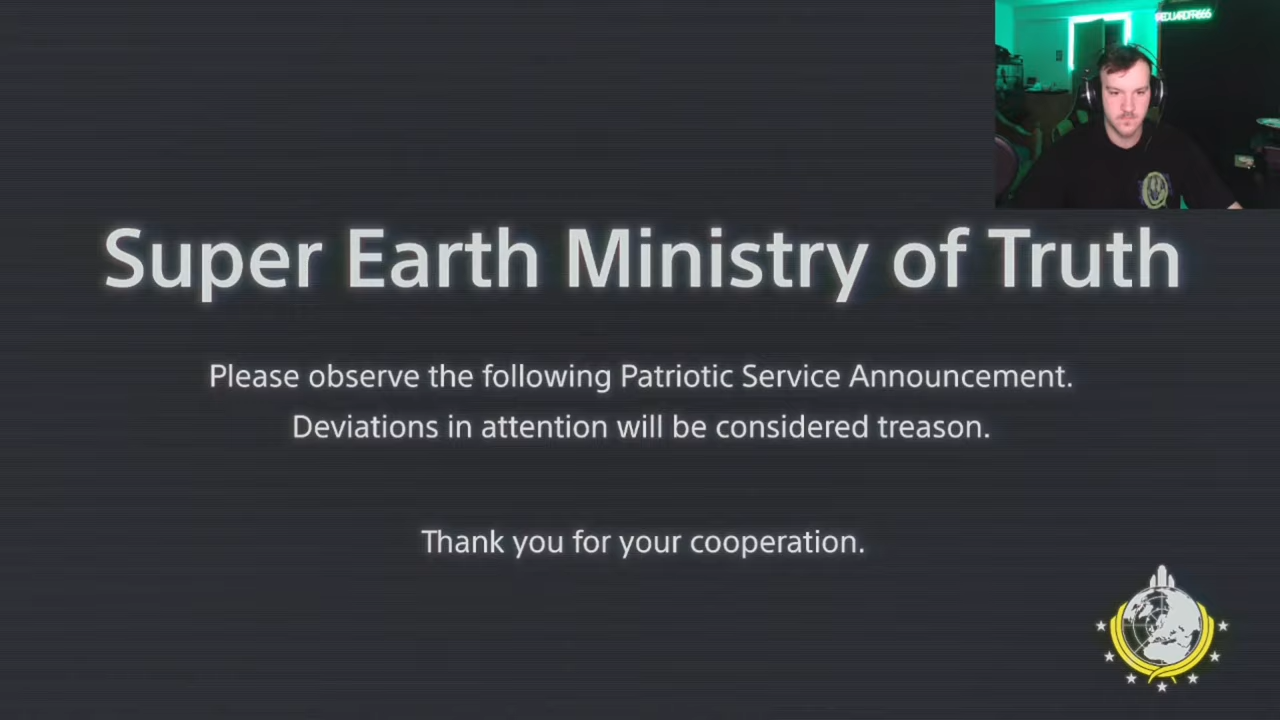 Super Earth Ministry of Truth
Please observe the following Patriotic Service Announcement.
Deviations in attention will be considered treason.
Thank you for your cooperation.